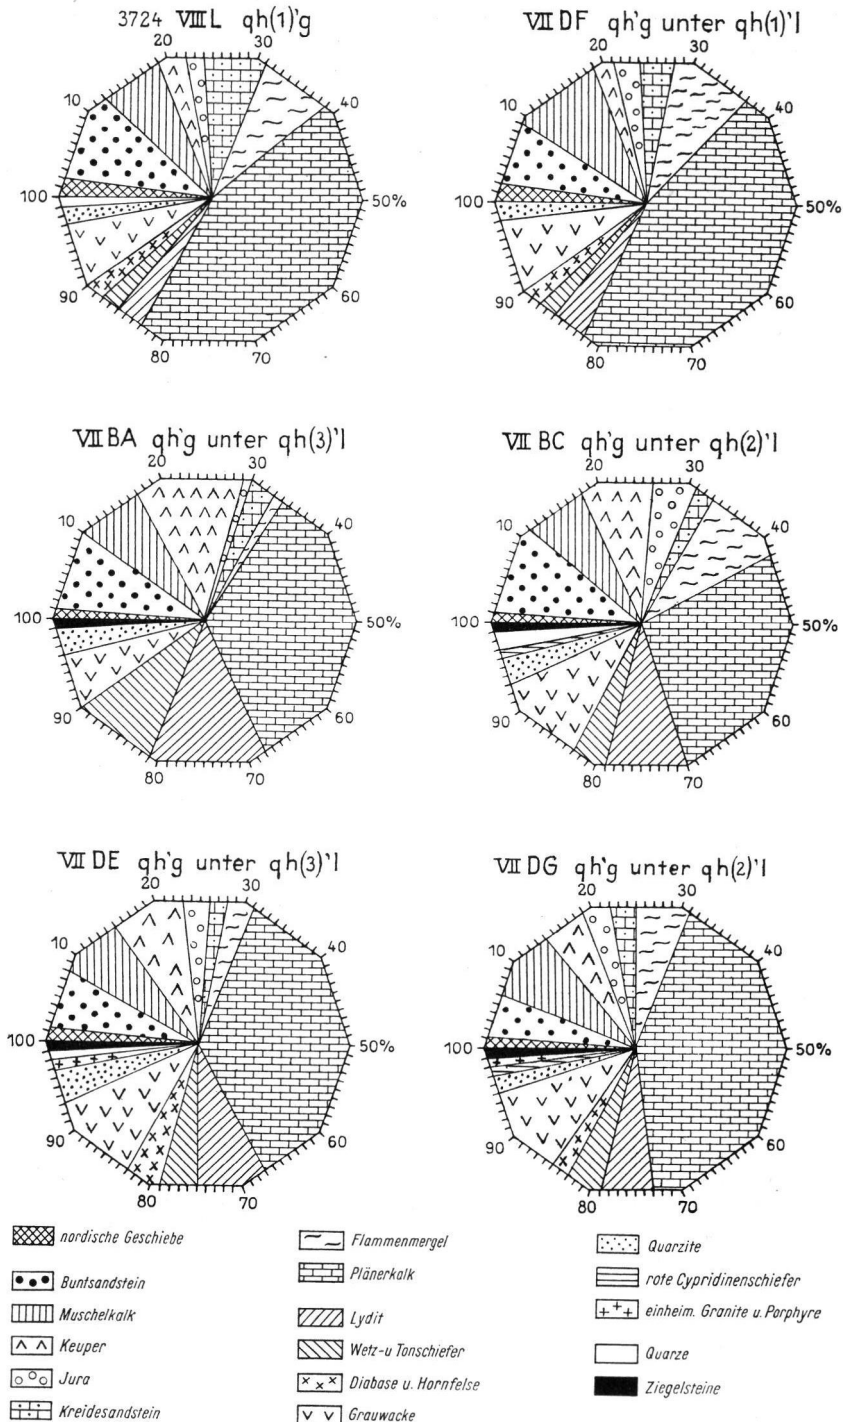 3724 VIII L qh(1)'g
VII DF qh'g unter qh(1)'l
20 30
10 40
100 50%
90 60
80 70
20 30
10 40
100 50%
90 60
80 70
VII BA qh'g unter qh(3)'l
VII BC qh'g unter qh(2)'l
20 30
10 40
100 50%
90 60
80 70
20 30
10 40
100 50%
90 60
80 70
VII DE qh'g unter qh(3)'l
VII DG qh'g unter qh(2)'l
20 30
10 40
100 50%
90 60
80 70
20 30
10 40
100 50%
90 60
80 70
nordische Geschiebe
Buntsandstein
Muschelkalk
Keuper
Jura
Kreidesandstein
Flammenmergel
Plänerkalk
Lydit
Wetz-u Tonschiefer
Diabase u. Hornfelse
Grauwacke
Quarzite
rote Cypridinenschiefer
einheim. Granite u. Porphyre
Quarze
Ziegelsteine